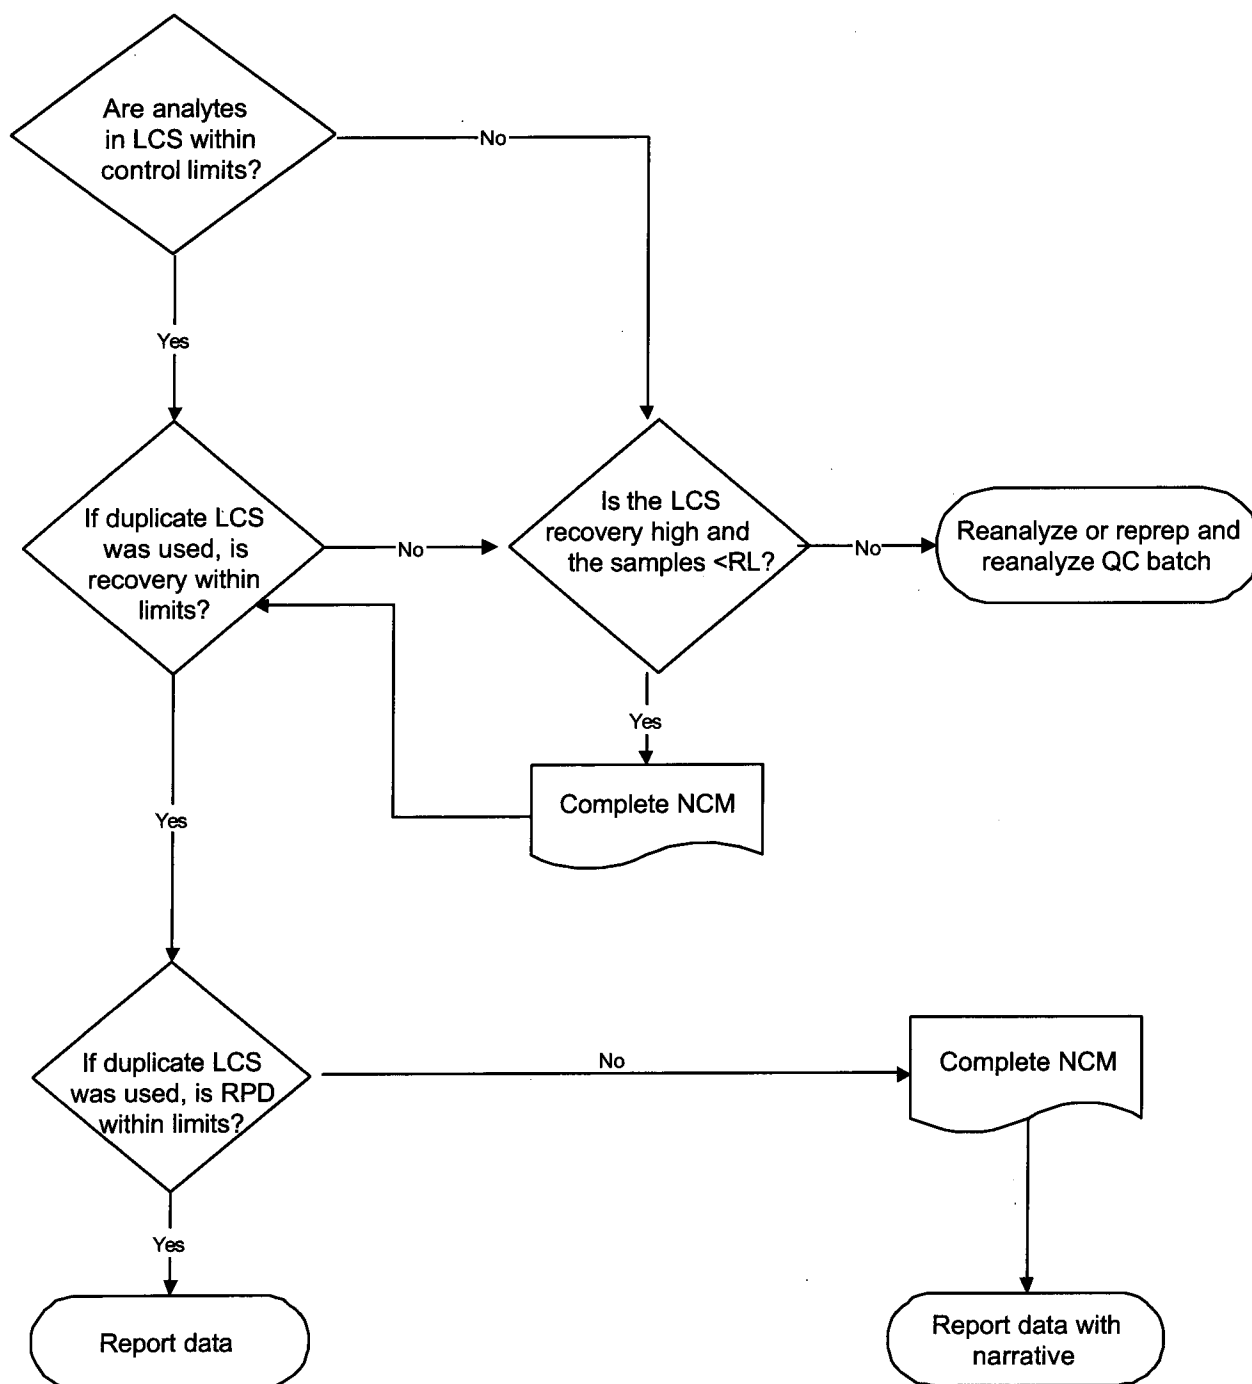 Are analytes
in LCS within
control limits?
No
Yes
If duplicate LCS
was used, is
recovery within
limits?
No
Is the LCS
recovery high and
the samples <RL?
No
Reanalyze or reprep and
reanalyze QC batch
Yes
Complete NCM
Yes
If duplicate LCS
was used, is RPD
within limits?
No
Complete NCM
Yes
Report data
Report data with
narrative